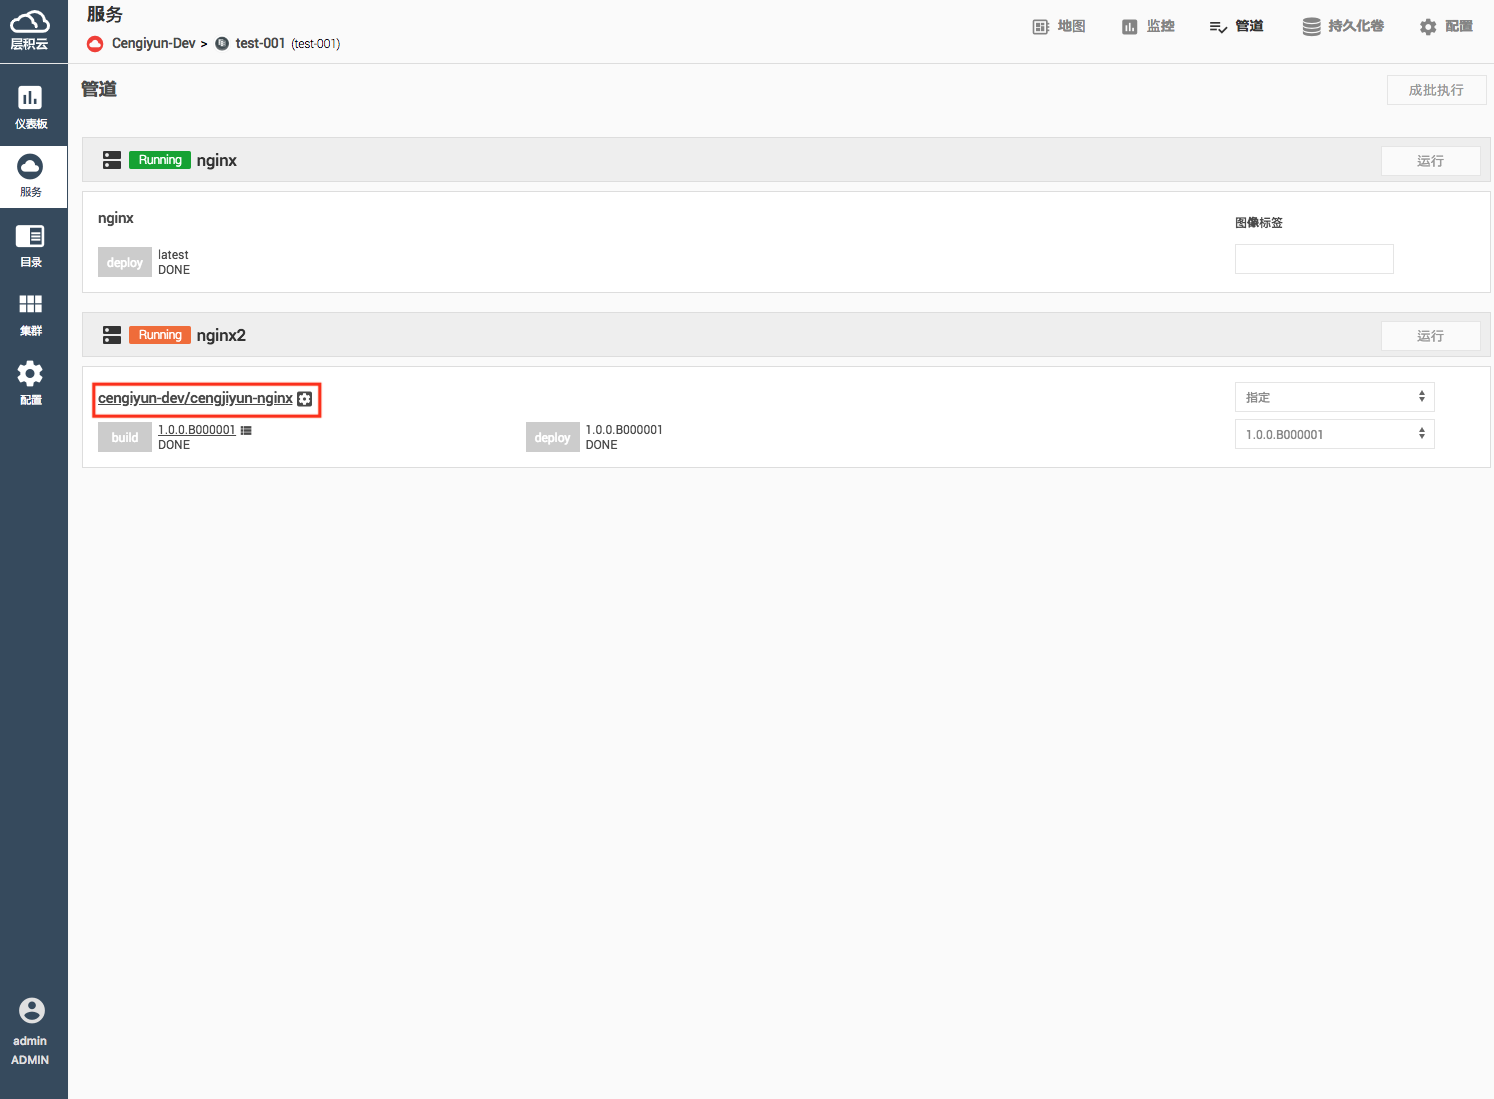 层积云
服务
Cengiyun-Dev > test-001 (test-001)
地图
监控
管道
持久化卷
配置
仪表板
服务
目录
集群
配置
管道
成批执行
Running nginx
运行
nginx
图像标签
deploy
latest
DONE
Running nginx2
运行
cengiyun-dev/cengjiyun-nginx
指定
build
1.0.0.B000001
DONE
deploy
1.0.0.B000001
DONE
1.0.0.B000001
admin
ADMIN